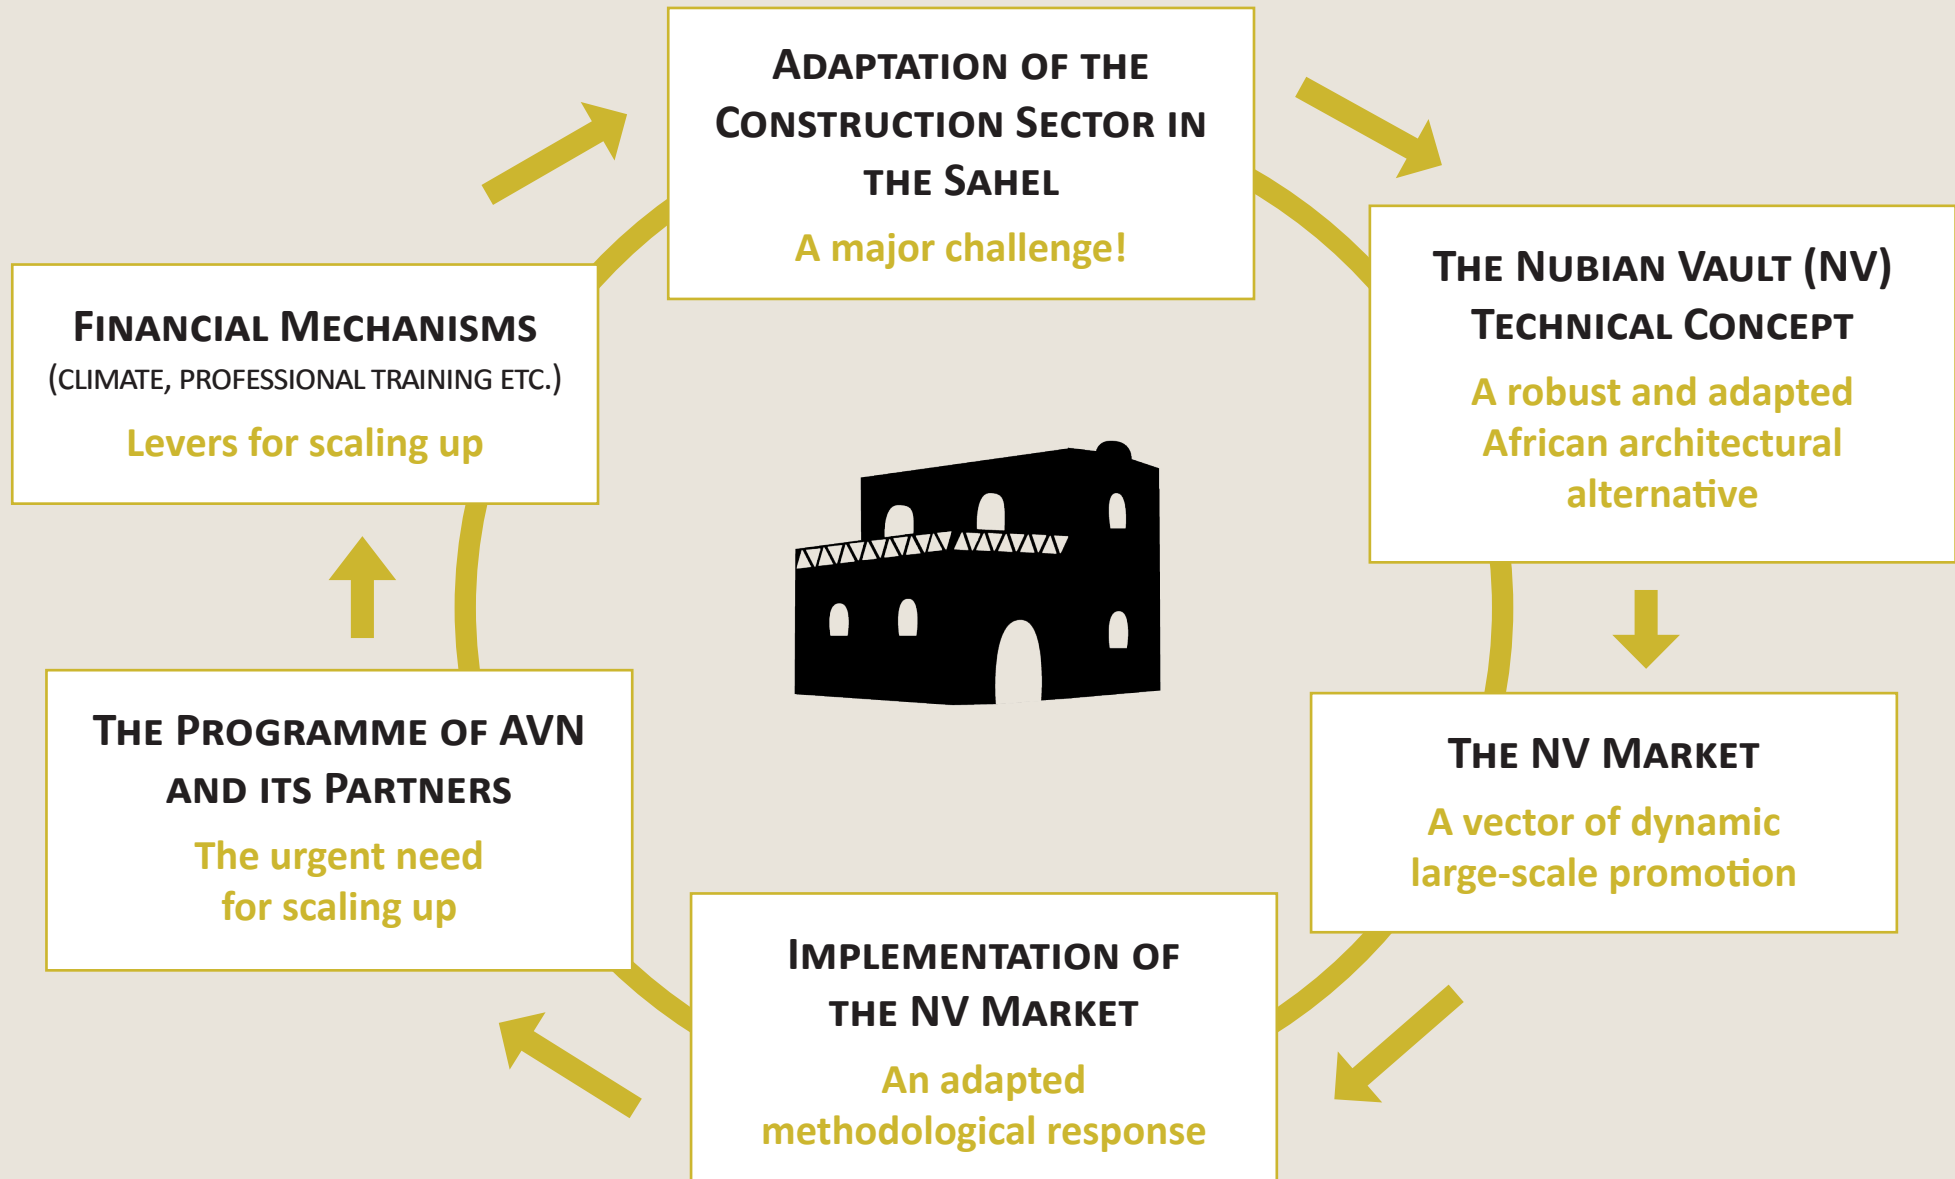 Adaptation of the
Construction Sector in
the Sahel
A major challenge!
The Nubian Vault (NV)
Technical Concept
A robust and adapted
African architectural
alternative
The NV Market
A vector of dynamic
large-scale promotion
Implementation of
the NV Market
An adapted
methodological response
The Programme of AVN
and its Partners
The urgent need
for scaling up
Financial Mechanisms
(climate, professional training etc.)
Levers for scaling up